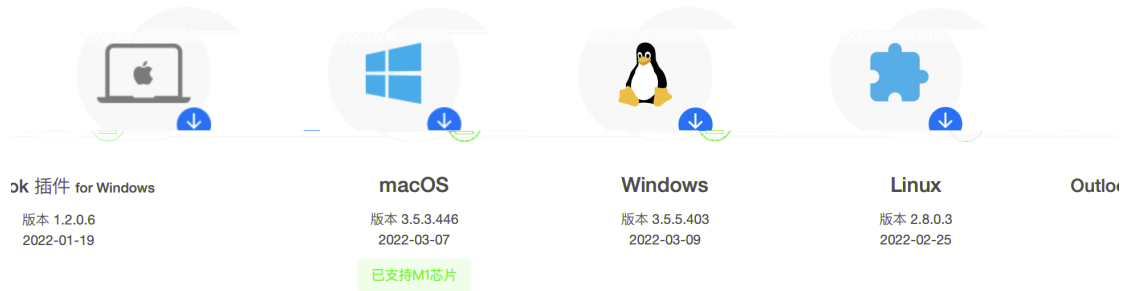 ok 插件 for Windows
版本 1.2.0.6
2022-01-19
macOS
版本 3.5.3.446
2022-03-07
已支持M1芯片
Windows
版本 3.5.5.403
2022-03-09
Linux
版本 2.8.0.3
2022-02-25
Outloo